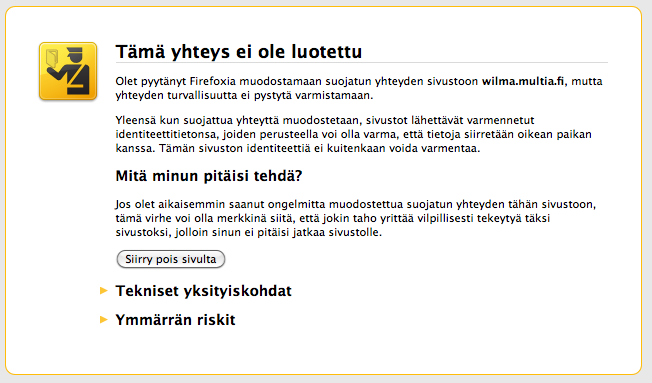 Tämä yhteys ei ole luotettu
Olet pyytänyt Firefoxia muodostamaan suojatun yhteyden sivustoon wilma.multia.fi, mutta
yhteyden turvallisuutta ei pystytä varmistamaan.
Yleensä kun suojattua yhteyttä muodostetaan, sivustot lähettävät varmennetut
identiteettitietonsa, joiden perusteella voi olla varma, että tietoja siirretään oikean paikan
kanssa. Tämän sivuston identiteettiä ei kuitenkaan voida varmentaa.
Mitä minun pitäisi tehdä?
Jos olet aikaisemmin saanut ongelmitta muodostettua suojatun yhteyden tähän sivustoon,
tämä virhe voi olla merkkinä siitä, että jokin taho yrittää vilpillisesti tekeytyä täksi
sivustoksi, jolloin sinun ei pitäisi jatkaa sivustolle.
Siirry pois sivulta
Tekniset yksityiskohdat
Ymmärrän riskit